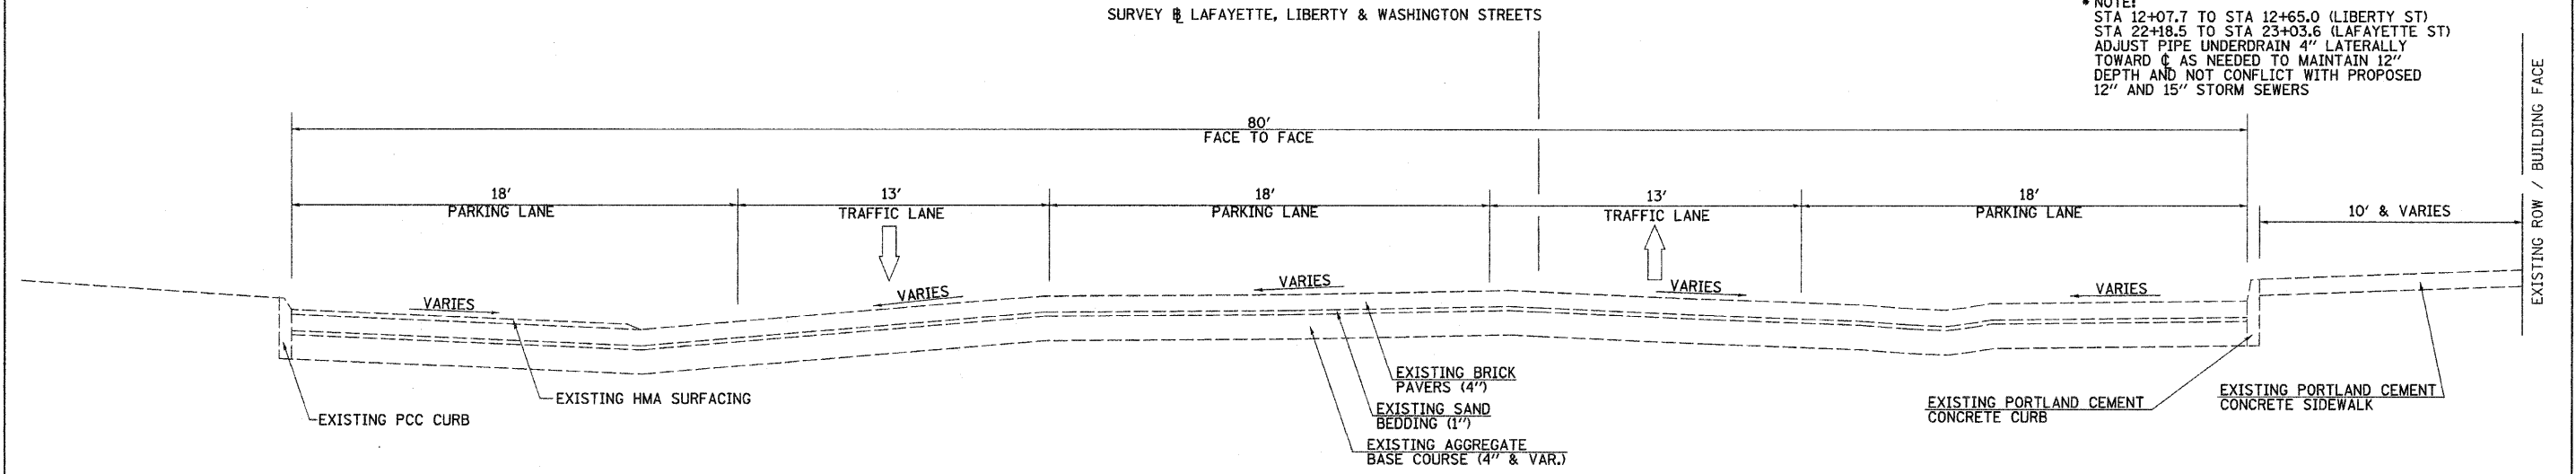 SURVEY ⅊ LAFAYETTE, LIBERTY & WASHINGTON STREETS
* NOTE:
STA 12+07.7 TO STA 12+65.0 (LIBERTY ST)
STA 22+18.5 TO STA 23+03.6 (LAFAYETTE ST)
ADJUST PIPE UNDERDRAIN 4" LATERALLY
TOWARD ℄ AS NEEDED TO MAINTAIN 12"
DEPTH AND NOT CONFLICT WITH PROPOSED
12" AND 15" STORM SEWERS
EXISTING ROW / BUILDING FACE
80'
FACE TO FACE
18'
PARKING LANE
13'
TRAFFIC LANE
18'
PARKING LANE
13'
TRAFFIC LANE
18'
PARKING LANE
10' & VARIES
VARIES
VARIES
VARIES
VARIES
VARIES
EXISTING PCC CURB
EXISTING HMA SURFACING
EXISTING BRICK
PAVERS (4")
EXISTING SAND
BEDDING (1")
EXISTING AGGREGATE
BASE COURSE (4" & VAR.)
EXISTING PORTLAND CEMENT
CONCRETE CURB
EXISTING PORTLAND CEMENT
CONCRETE SIDEWALK